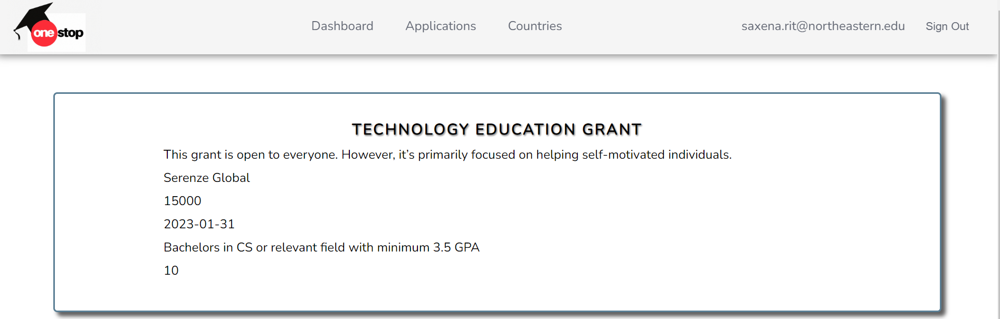 one stop
Dashboard Applications Countries saxena.rit@northeastern.edu Sign Out
TECHNOLOGY EDUCATION GRANT
This grant is open to everyone. However, it’s primarily focused on helping self-motivated individuals.
Serenze Global
15000
2023-01-31
Bachelors in CS or relevant field with minimum 3.5 GPA
10